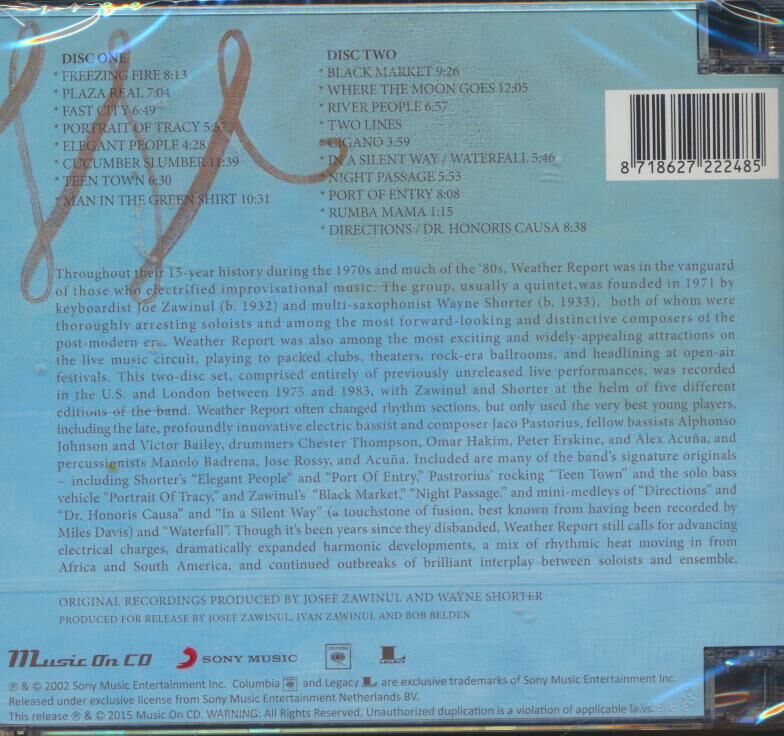 DISC ONE
* FREEZING FIRE 8:13
* PLAZA REAL 7:04
* FAST CITY 6:49
* PORTRAIT OF TRACY 5:57
* ELEGANT PEOPLE 4:28
* CUCUMBER SLUMBER 11:39
* TEEN TOWN 6:30
* MAN IN THE GREEN SHIRT 10:31
DISC TWO
* BLACK MARKET 9:26
* WHERE THE MOON GOES 12:05
* RIVER PEOPLE 6:57
* TWO LINES
* CIGANO 3:59
* IN A SILENT WAY / WATERFALL 5:46
* NIGHT PASSAGE 5:53
* PORT OF ENTRY 8:08
* RUMBA MAMA 1:15
* DIRECTIONS / DR. HONORIS CAUSA 8:38
8 718627 222485
Throughout their 15-year history during the 1970s and much of the '80s, Weather Report was in the vanguard
of those who electrified improvisational music. The group, usually a quintet,was founded in 1971 by
keyboardist Joe Zawinul (b. 1932) and multi-saxophonist Wayne Shorter (b. 1933), both of whom were
thoroughly arresting soloists and among the most forward-looking and distinctive composers of the
post-modern era. Weather Report was also among the most exciting and widely-appealing attractions on
the live music circuit, playing to packed clubs, theaters, rock-era ballrooms, and headlining at open-air
festivals. This two-disc set, comprised entirely of previously unreleased live performances, was recorded
in the U.S. and London between 1975 and 1983, with Zawinul and Shorter at the helm of five different
editions of the band. Weather Report often changed rhythm sections, but only used the very best young players,
including the late, profoundly innovative electric bassist and composer Jaco Pastorius, fellow bassists Alphonso
Johnson and Victor Bailey, drummers Chester Thompson, Omar Hakim, Peter Erskine, and Alex Acuña, and
percussionists Manolo Badrena, Jose Rossy, and Acuña. Included are many of the band's signature originals
~ including Shorter's "Elegant People" and "Port Of Entry," Pastorius' rocking "Teen Town" and the solo bass
vehicle "Portrait Of Tracy," and Zawinul's "Black Market," "Night Passage," and mini-medleys of "Directions" and
"Dr. Honoris Causa" and "In a Silent Way" (a touchstone of fusion, best known from having been recorded by
Miles Davis) and "Waterfall". Though it's been years since they disbanded, Weather Report still calls for advancing
electrical charges, dramatically expanded harmonic developments, a mix of rhythmic heat moving in from
Africa and South America, and continued outbreaks of brilliant interplay between soloists and ensemble.
ORIGINAL RECORDINGS PRODUCED BY JOSEF ZAWINUL AND WAYNE SHORTER
PRODUCED FOR RELEASE BY JOSEF ZAWINUL, IVAN ZAWINUL AND BOB BELDEN
Music On CD SONY MUSIC COLUMBIA LEGACY
℗ & © 2002 Sony Music Entertainment Inc. Columbia and Legacy are exclusive trademarks of Sony Music Entertainment Inc.
Released under exclusive license from Sony Music Entertainment Netherlands BV.
This release ℗ & © 2015 Music On CD. WARNING: All Rights Reserved. Unauthorized duplication is a violation of applicable laws.